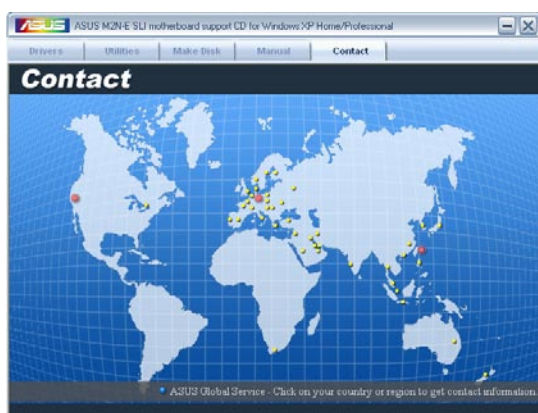 ASUS ASUS M2N-E SLI motherboard support CD for Windows XP Home/Professional
Drivers Utilities Make Disk Manual Contact
Contact
ASUS Global Service - Click on your country or region to get contact information